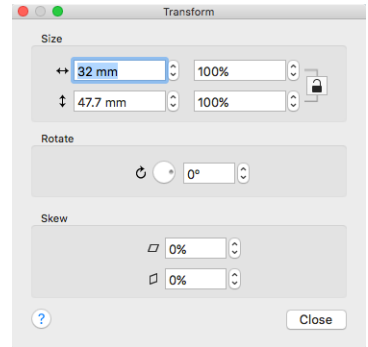 Transform
Size
32 mm 100%
47.7 mm 100%
Rotate
0°
Skew
0%
0%
? Close